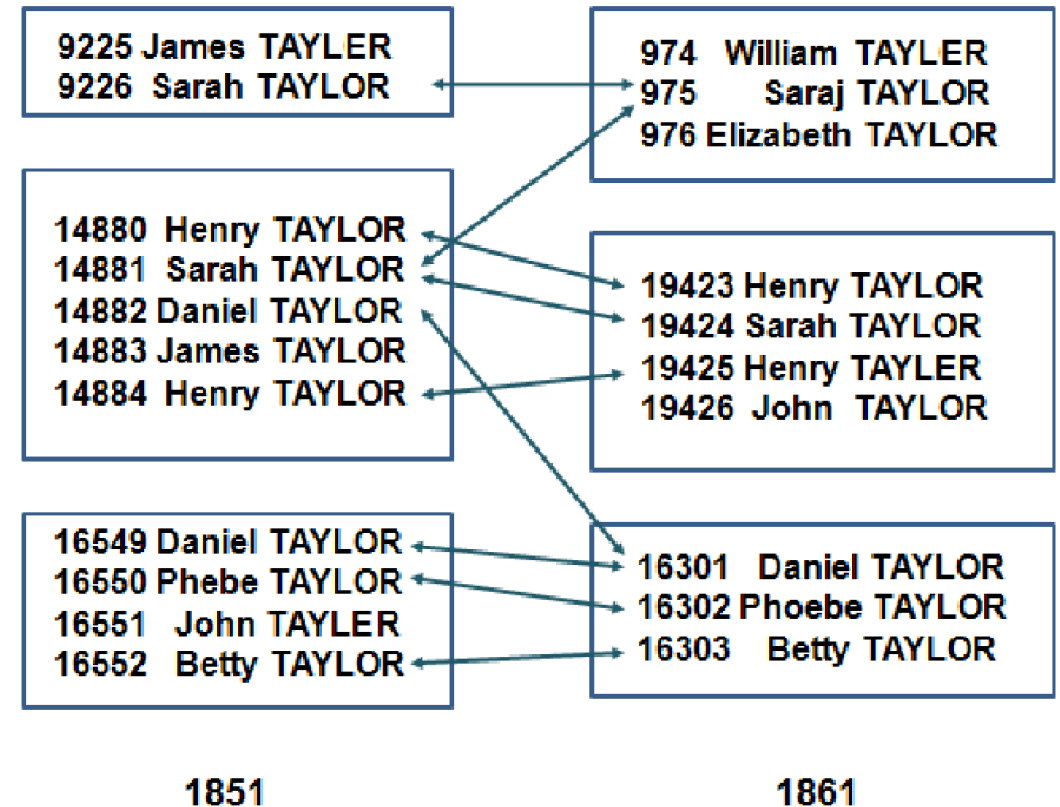 9225 James TAYLER
9226 Sarah TAYLOR
14880 Henry TAYLOR
14881 Sarah TAYLOR
14882 Daniel TAYLOR
14883 James TAYLOR
14884 Henry TAYLOR
16549 Daniel TAYLOR
16550 Phebe TAYLOR
16551 John TAYLER
16552 Betty TAYLOR
1851
974 William TAYLER
975 Saraj TAYLOR
976 Elizabeth TAYLOR
19423 Henry TAYLOR
19424 Sarah TAYLOR
19425 Henry TAYLER
19426 John TAYLOR
16301 Daniel TAYLOR
16302 Phoebe TAYLOR
16303 Betty TAYLOR
1861